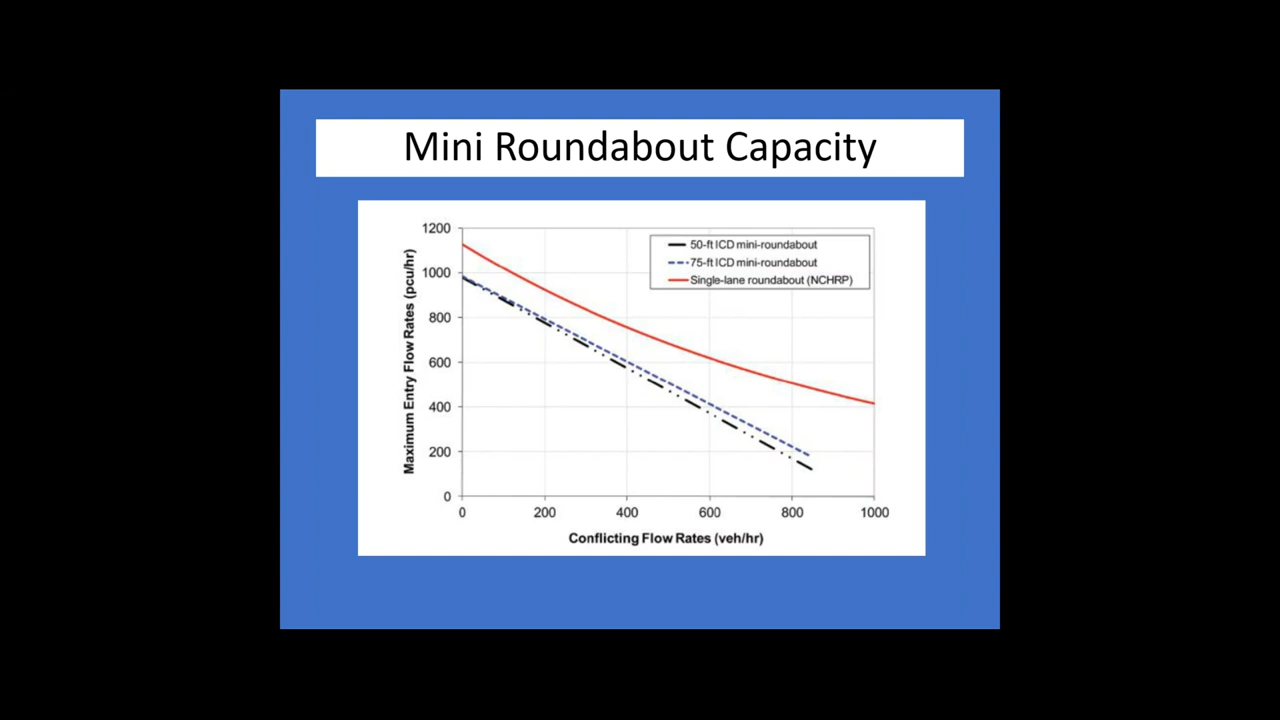 Mini Roundabout Capacity
1200
1000
800
600
400
200
0
Maximum Entry Flow Rates (pcu/hr)
50-ft ICD mini-roundabout
75-ft ICD mini-roundabout
Single-lane roundabout (NCHRP)
0 200 400 600 800 1000
Conflicting Flow Rates (veh/hr)